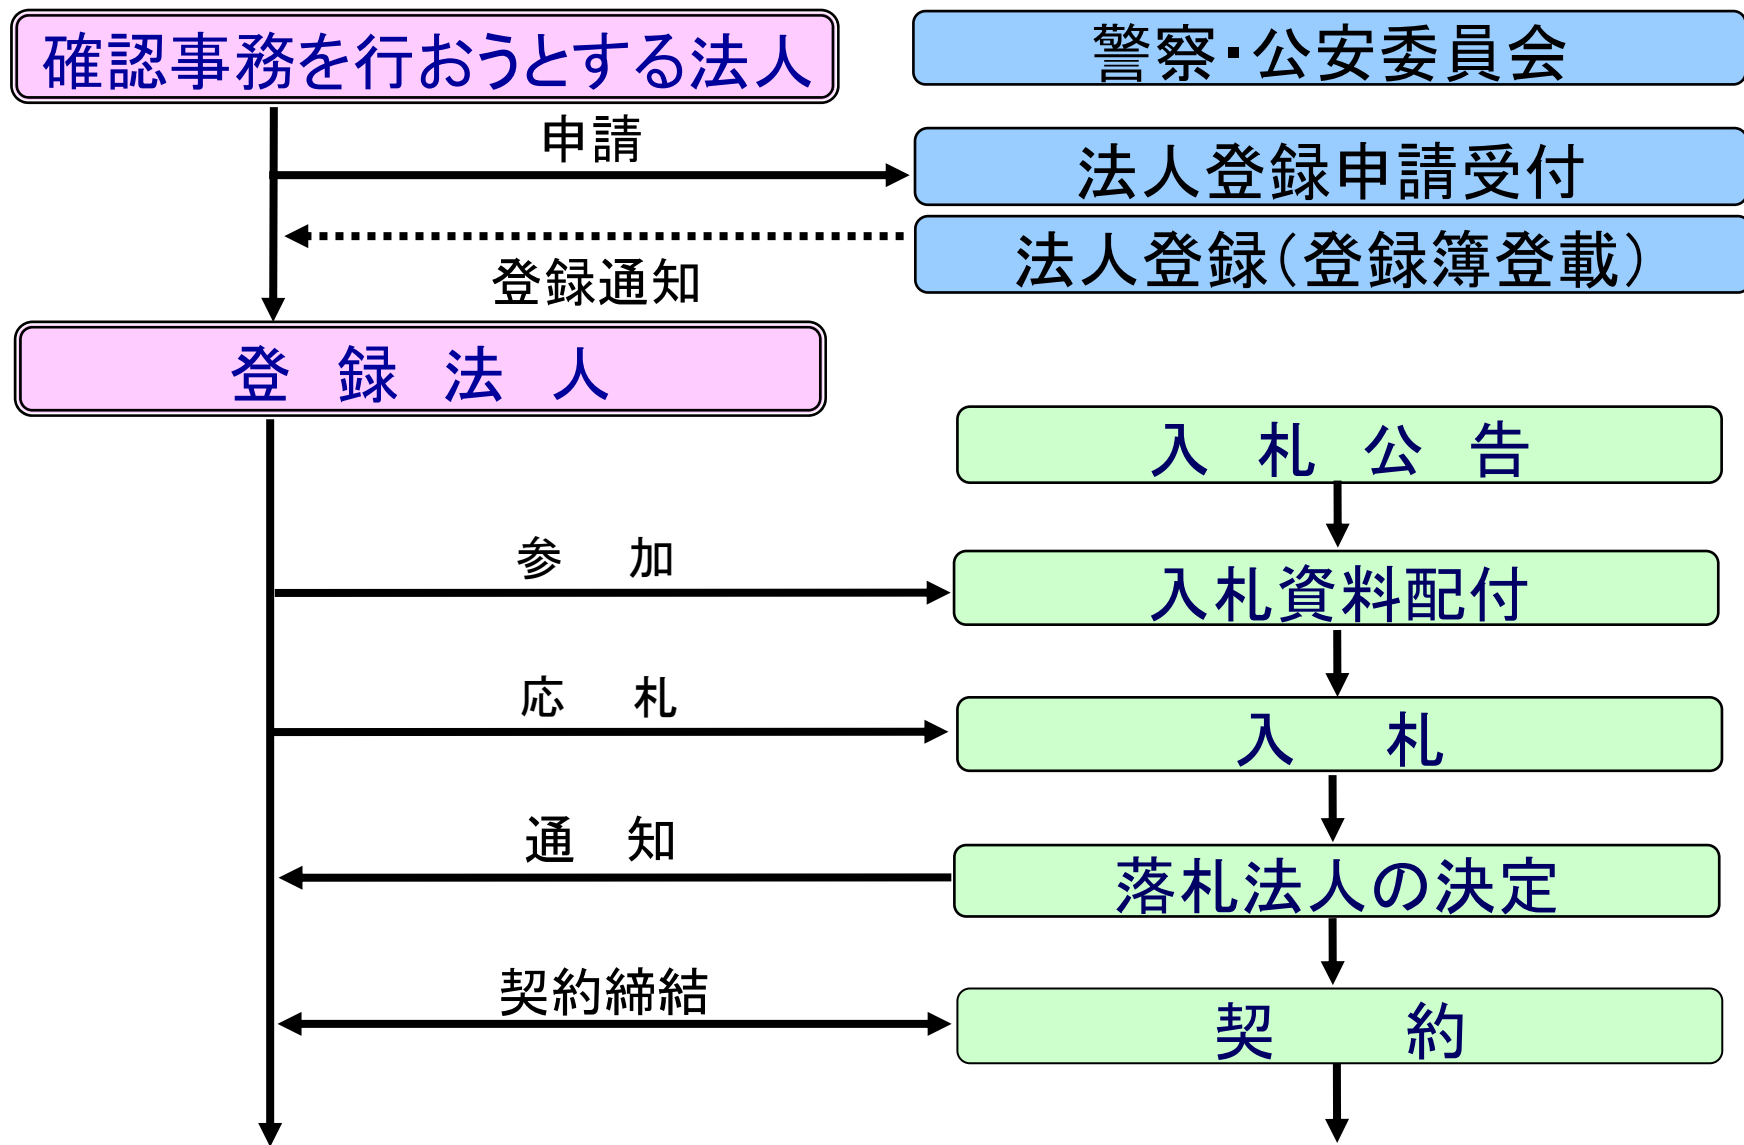 確認事務を行おうとする法人
警察・公安委員会
申請
法人登録申請受付
法人登録(登録簿登載)
登録通知
登 録 法 人
入 札 公 告
参 加
入札資料配付
応 札
入 札
通 知
落札法人の決定
契約締結
契 約